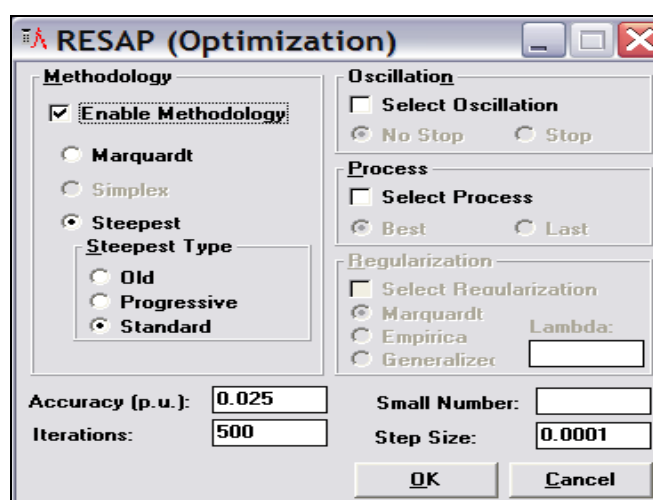 RESAP (Optimization)
Methodology
Enable Methodology
Marquardt
Simplex
Steepest
Steepest Type
Old
Progressive
Standard
Oscillation
Select Oscillation
No Stop Stop
Process
Select Process
Best Last
Regularization
Select Regularization
Marquardt
Empirica
Generalizec
Lambda:
Accuracy (p.u.): 0.025
Iterations: 500
Small Number:
Step Size: 0.0001
OK Cancel